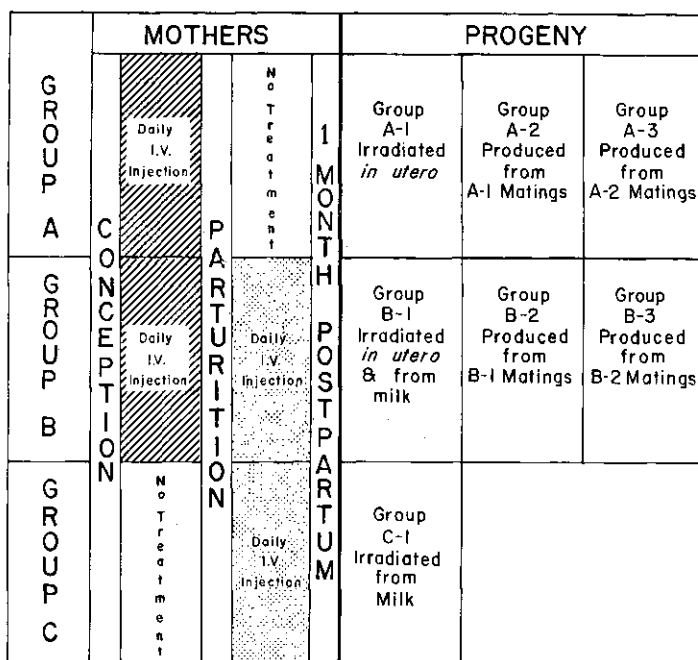 MOTHERS
PROGENY
GROUP A
CONCEPTION
Daily
I.V.
Injection
PARTURITION
No Treatment
1 MONTH POSTPARTUM
Group
A-1
Irradiated
in utero
Group
A-2
Produced
from
A-1 Matings
Group
A-3
Produced
from
A-2 Matings
GROUP B
Daily
I.V.
Injection
Daily
I.V.
Injection
Group
B-1
Irradiated
in utero
& from
milk
Group
B-2
Produced
from
B-1 Matings
Group
B-3
Produced
from
B-2 Matings
GROUP C
No Treatment
Daily
I.V.
Injection
Group
C-1
Irradiated
from
Milk